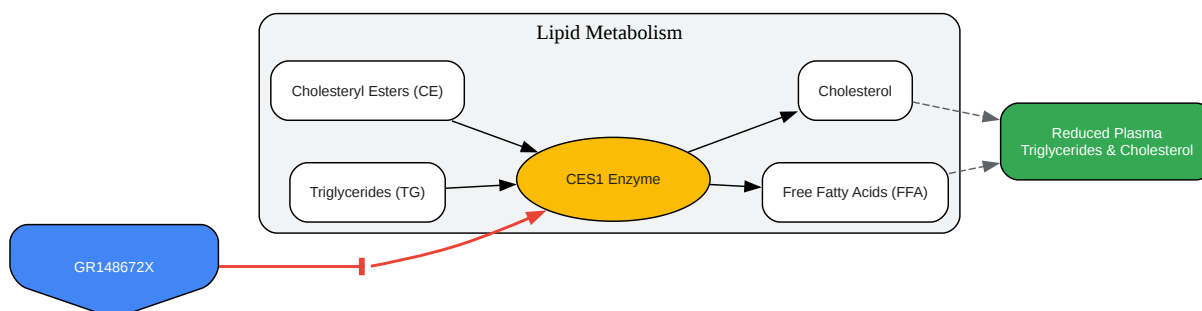 Lipid Metabolism
Cholesteryl Esters (CE)
Cholesterol
Reduced Plasma
Triglycerides & Cholesterol
CES1 Enzyme
Triglycerides (TG)
Free Fatty Acids (FFA)
GR148672X